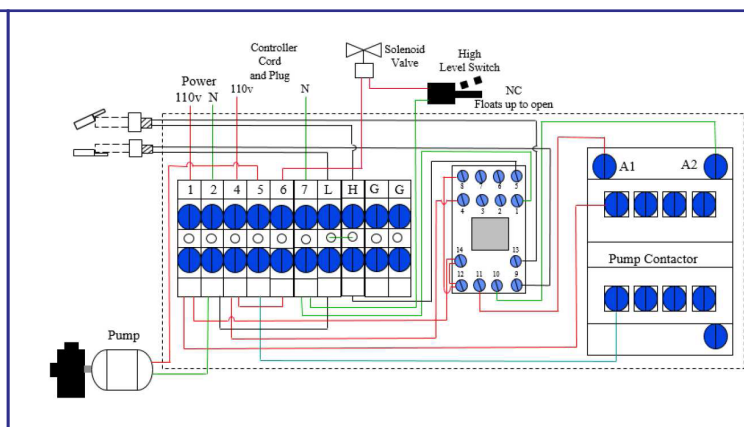 Controller
Cord
and Plug
Solenoid
Valve
High
Level Switch
Power
110v N
110v
N
NC
Floats up to open
1 2 4 5 6 7 L H G G
8 7 6 5
4 3 2 1
14 13
12 11 10 9
A1 A2
Pump Contactor
Pump